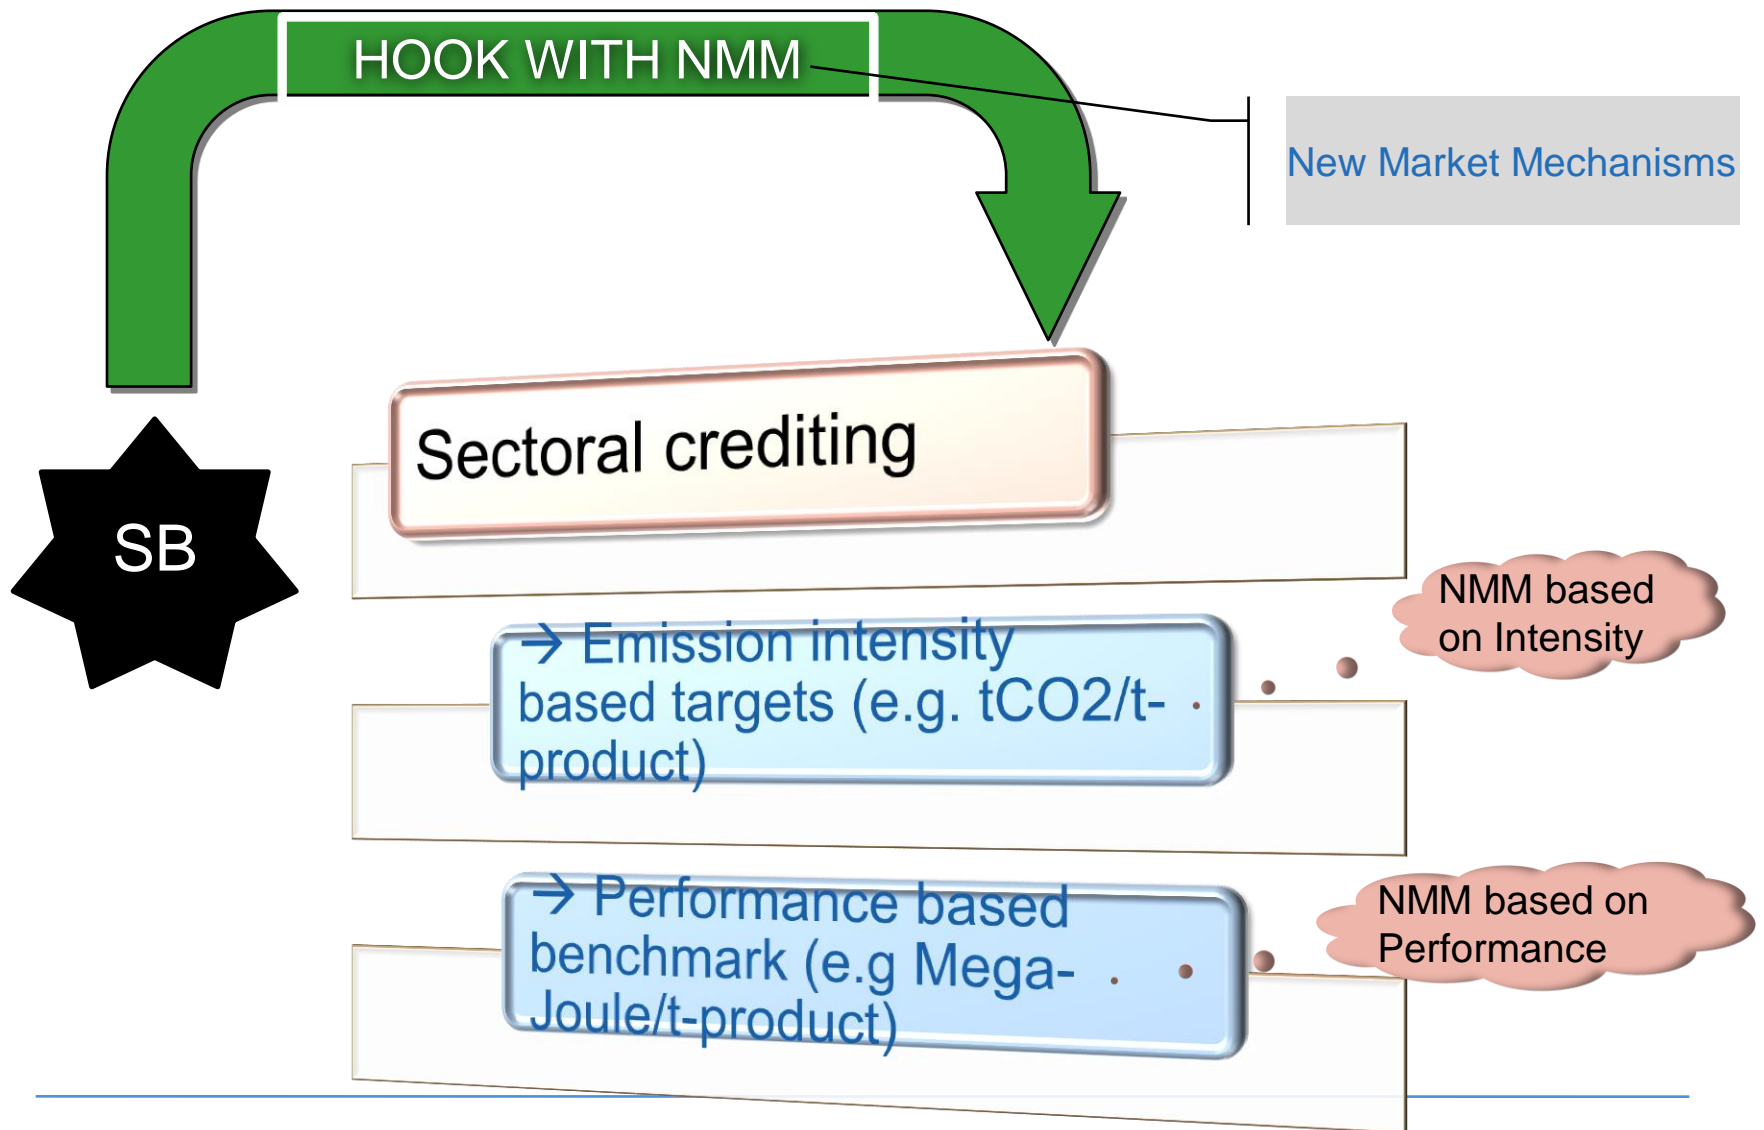 HOOK WITH NMM
New Market Mechanisms
Sectoral crediting
SB
NMM based
on Intensity
→ Emission intensity
based targets (e.g. tCO2/t-
product)
NMM based on
Performance
→ Performance based
benchmark (e.g Mega-
Joule/t-product)